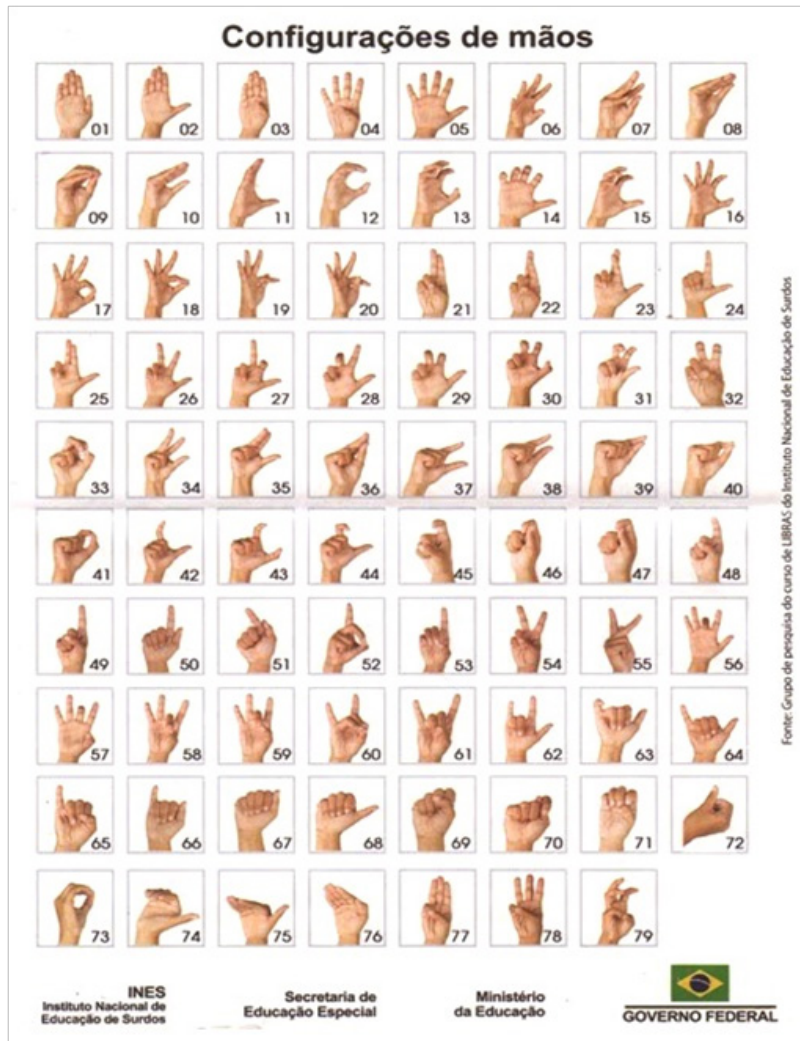 Configurações de mãos
01 02 03 04 05 06 07 08
09 10 11 12 13 14 15 16
17 18 19 20 21 22 23 24
25 26 27 28 29 30 31 32
33 34 35 36 37 38 39 40
41 42 43 44 45 46 47 48
49 50 51 52 53 54 55 56
57 58 59 60 61 62 63 64
65 66 67 68 69 70 71 72
73 74 75 76 77 78 79
INES
Instituto Nacional de
Educação de Surdos
Secretaria de
Educação Especial
Ministério
da Educação
GOVERNO FEDERAL
Fonte: Grupo de pesquisa do curso de LIBRAS do Instituto Nacional de Educação de Surdos